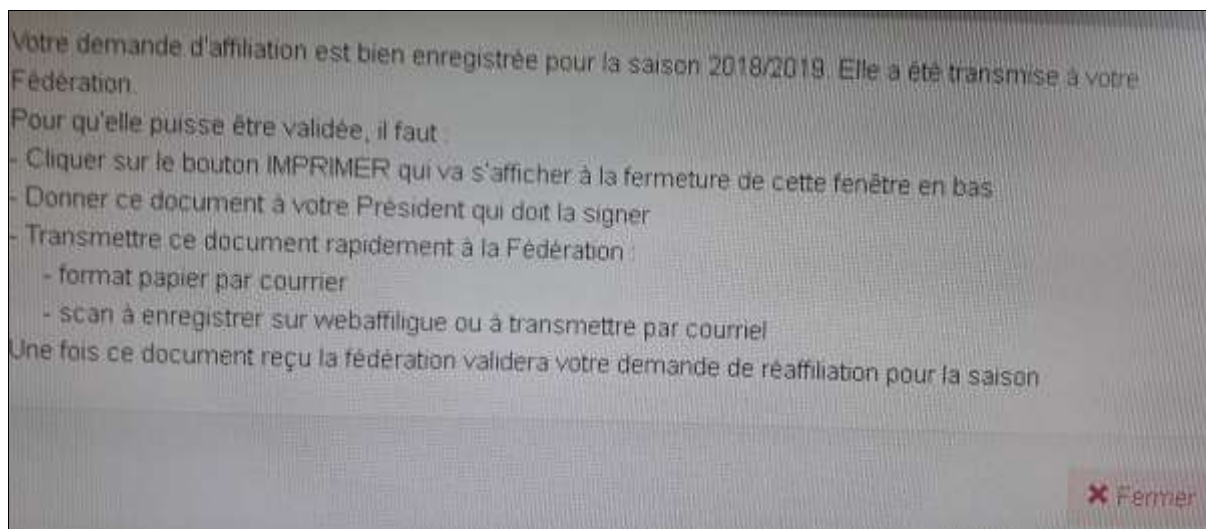 Votre demande d'affiliation est bien enregistrée pour la saison 2018/2019. Elle a été transmise à votre
Fédération.
Pour qu'elle puisse être validée, il faut :
- Cliquer sur le bouton IMPRIMER qui va s'afficher à la fermeture de cette fenêtre en bas
- Donner ce document à votre Président qui doit la signer
- Transmettre ce document rapidement à la Fédération :
- format papier par courrier
- scan à enregistrer sur webaffiligue ou à transmettre par courriel
Une fois ce document reçu la fédération validera votre demande de réaffiliation pour la saison
✖ Fermer